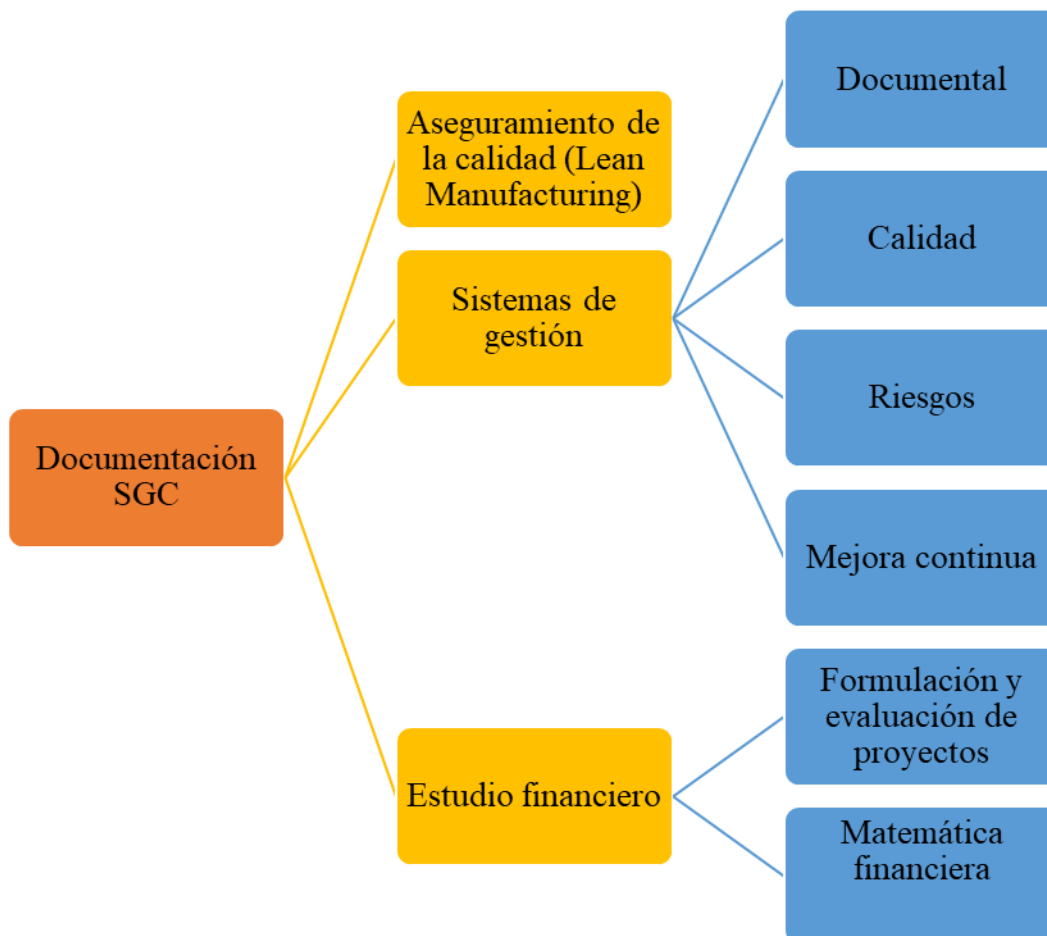 Documentación
SGC
Aseguramiento de
la calidad (Lean
Manufacturing)
Sistemas de
gestión
Estudio financiero
Documental
Calidad
Riesgos
Mejora continua
Formulación y
evaluación de
proyectos
Matemática
financiera